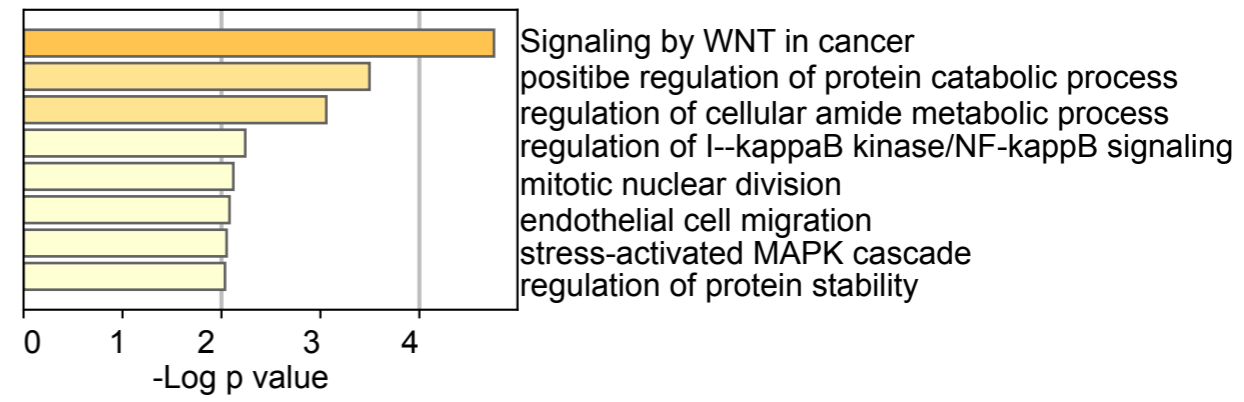 Signaling by WNT in cancer
positibe regulation of protein catabolic process
regulation of cellular amide metabolic process
regulation of I--kappaB kinase/NF-kappB signaling
mitotic nuclear division
endothelial cell migration
stress-activated MAPK cascade
regulation of protein stability
0 1 2 3 4
-Log p value